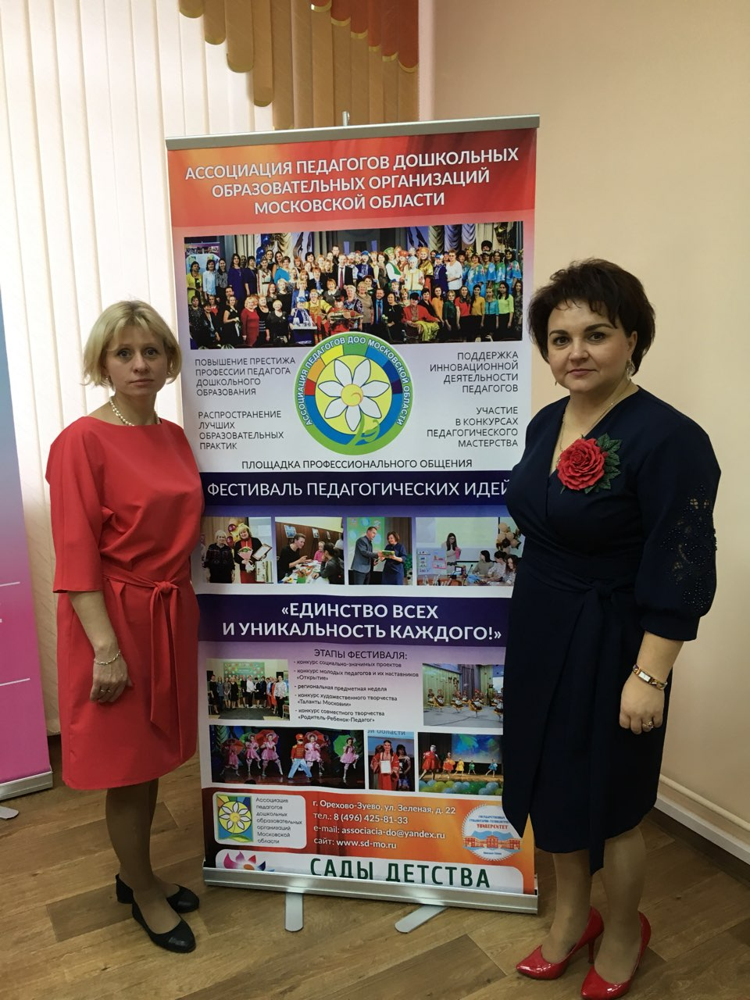 АССОЦИАЦИЯ ПЕДАГОГОВ ДОШКОЛЬНЫХ
ОБРАЗОВАТЕЛЬНЫХ ОРГАНИЗАЦИЙ
МОСКОВСКОЙ ОБЛАСТИ
АССОЦИАЦИЯ ПЕДАГОГОВ ДОО МОСКОВСКОЙ ОБЛАСТИ
ПОВЫШЕНИЕ ПРЕСТИЖА
ПРОФЕССИИ ПЕДАГОГА
ДОШКОЛЬНОГО
ОБРАЗОВАНИЯ
РАСПРОСТРАНЕНИЕ
ЛУЧШИХ
ОБРАЗОВАТЕЛЬНЫХ
ПРАКТИК
ПОДДЕРЖКА
ИННОВАЦИОННОЙ
ДЕЯТЕЛЬНОСТИ
ПЕДАГОГОВ
УЧАСТИЕ
В КОНКУРСАХ
ПЕДАГОГИЧЕСКОГО
МАСТЕРСТВА
ПЛОЩАДКА ПРОФЕССИОНАЛЬНОГО ОБЩЕНИЯ
ФЕСТИВАЛЬ ПЕДАГОГИЧЕСКИХ ИДЕЙ
«ЕДИНСТВО ВСЕХ
И УНИКАЛЬНОСТЬ КАЖДОГО!»
ЭТАПЫ ФЕСТИВАЛЯ:
- конкурс социально-значимых проектов
- конкурс молодых педагогов и их наставников
«Открытие»
- региональная предметная неделя
- конкурс художественного творчества
«Таланты Московии»
- конкурс совместного творчества
«Родитель-Ребенок-Педагог»
Ассоциация
педагогов
дошкольных
образовательных
организаций
Московской
области
г. Орехово-Зуево, ул. Зеленая, д. 22
тел.: 8 (496) 425-81-33
e-mail: associacia-do@yandex.ru
сайт: www.sd-mo.ru
УНИВЕРСИТЕТ
САДЫ ДЕТСТВА